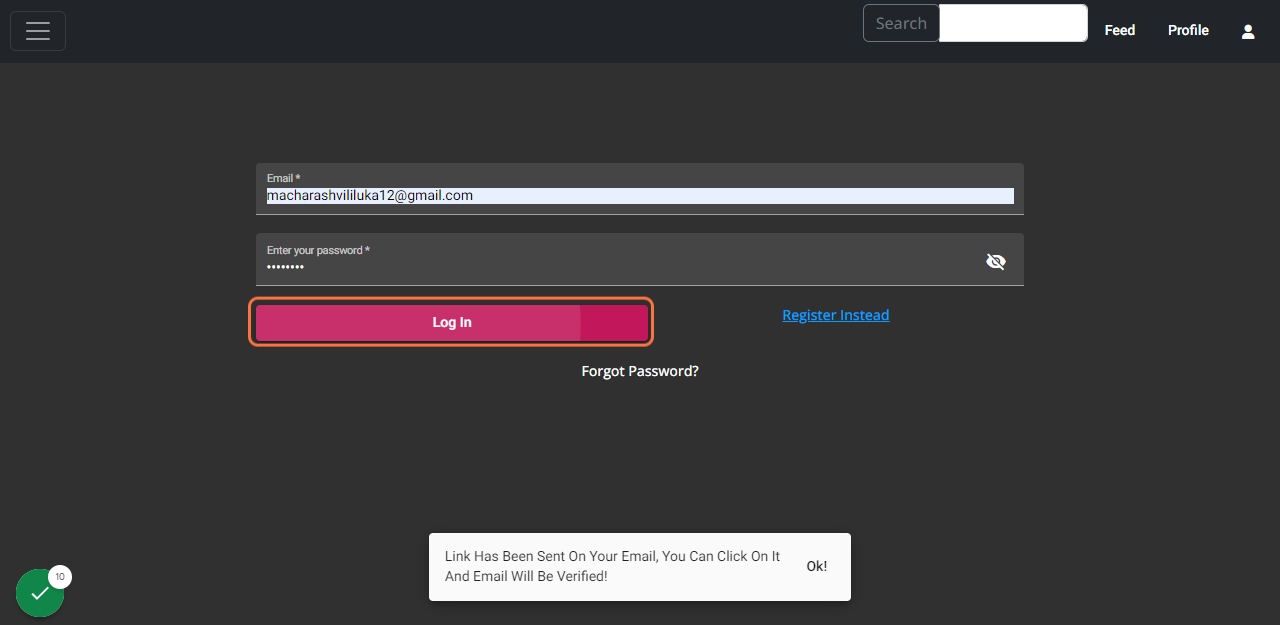 Search
Feed
Profile
Email *
macharashvililuka12@gmail.com
Enter your password *
••••••••
Log In
Register Instead
Forgot Password?
Link Has Been Sent On Your Email, You Can Click On It
And Email Will Be Verified!
Ok!
10